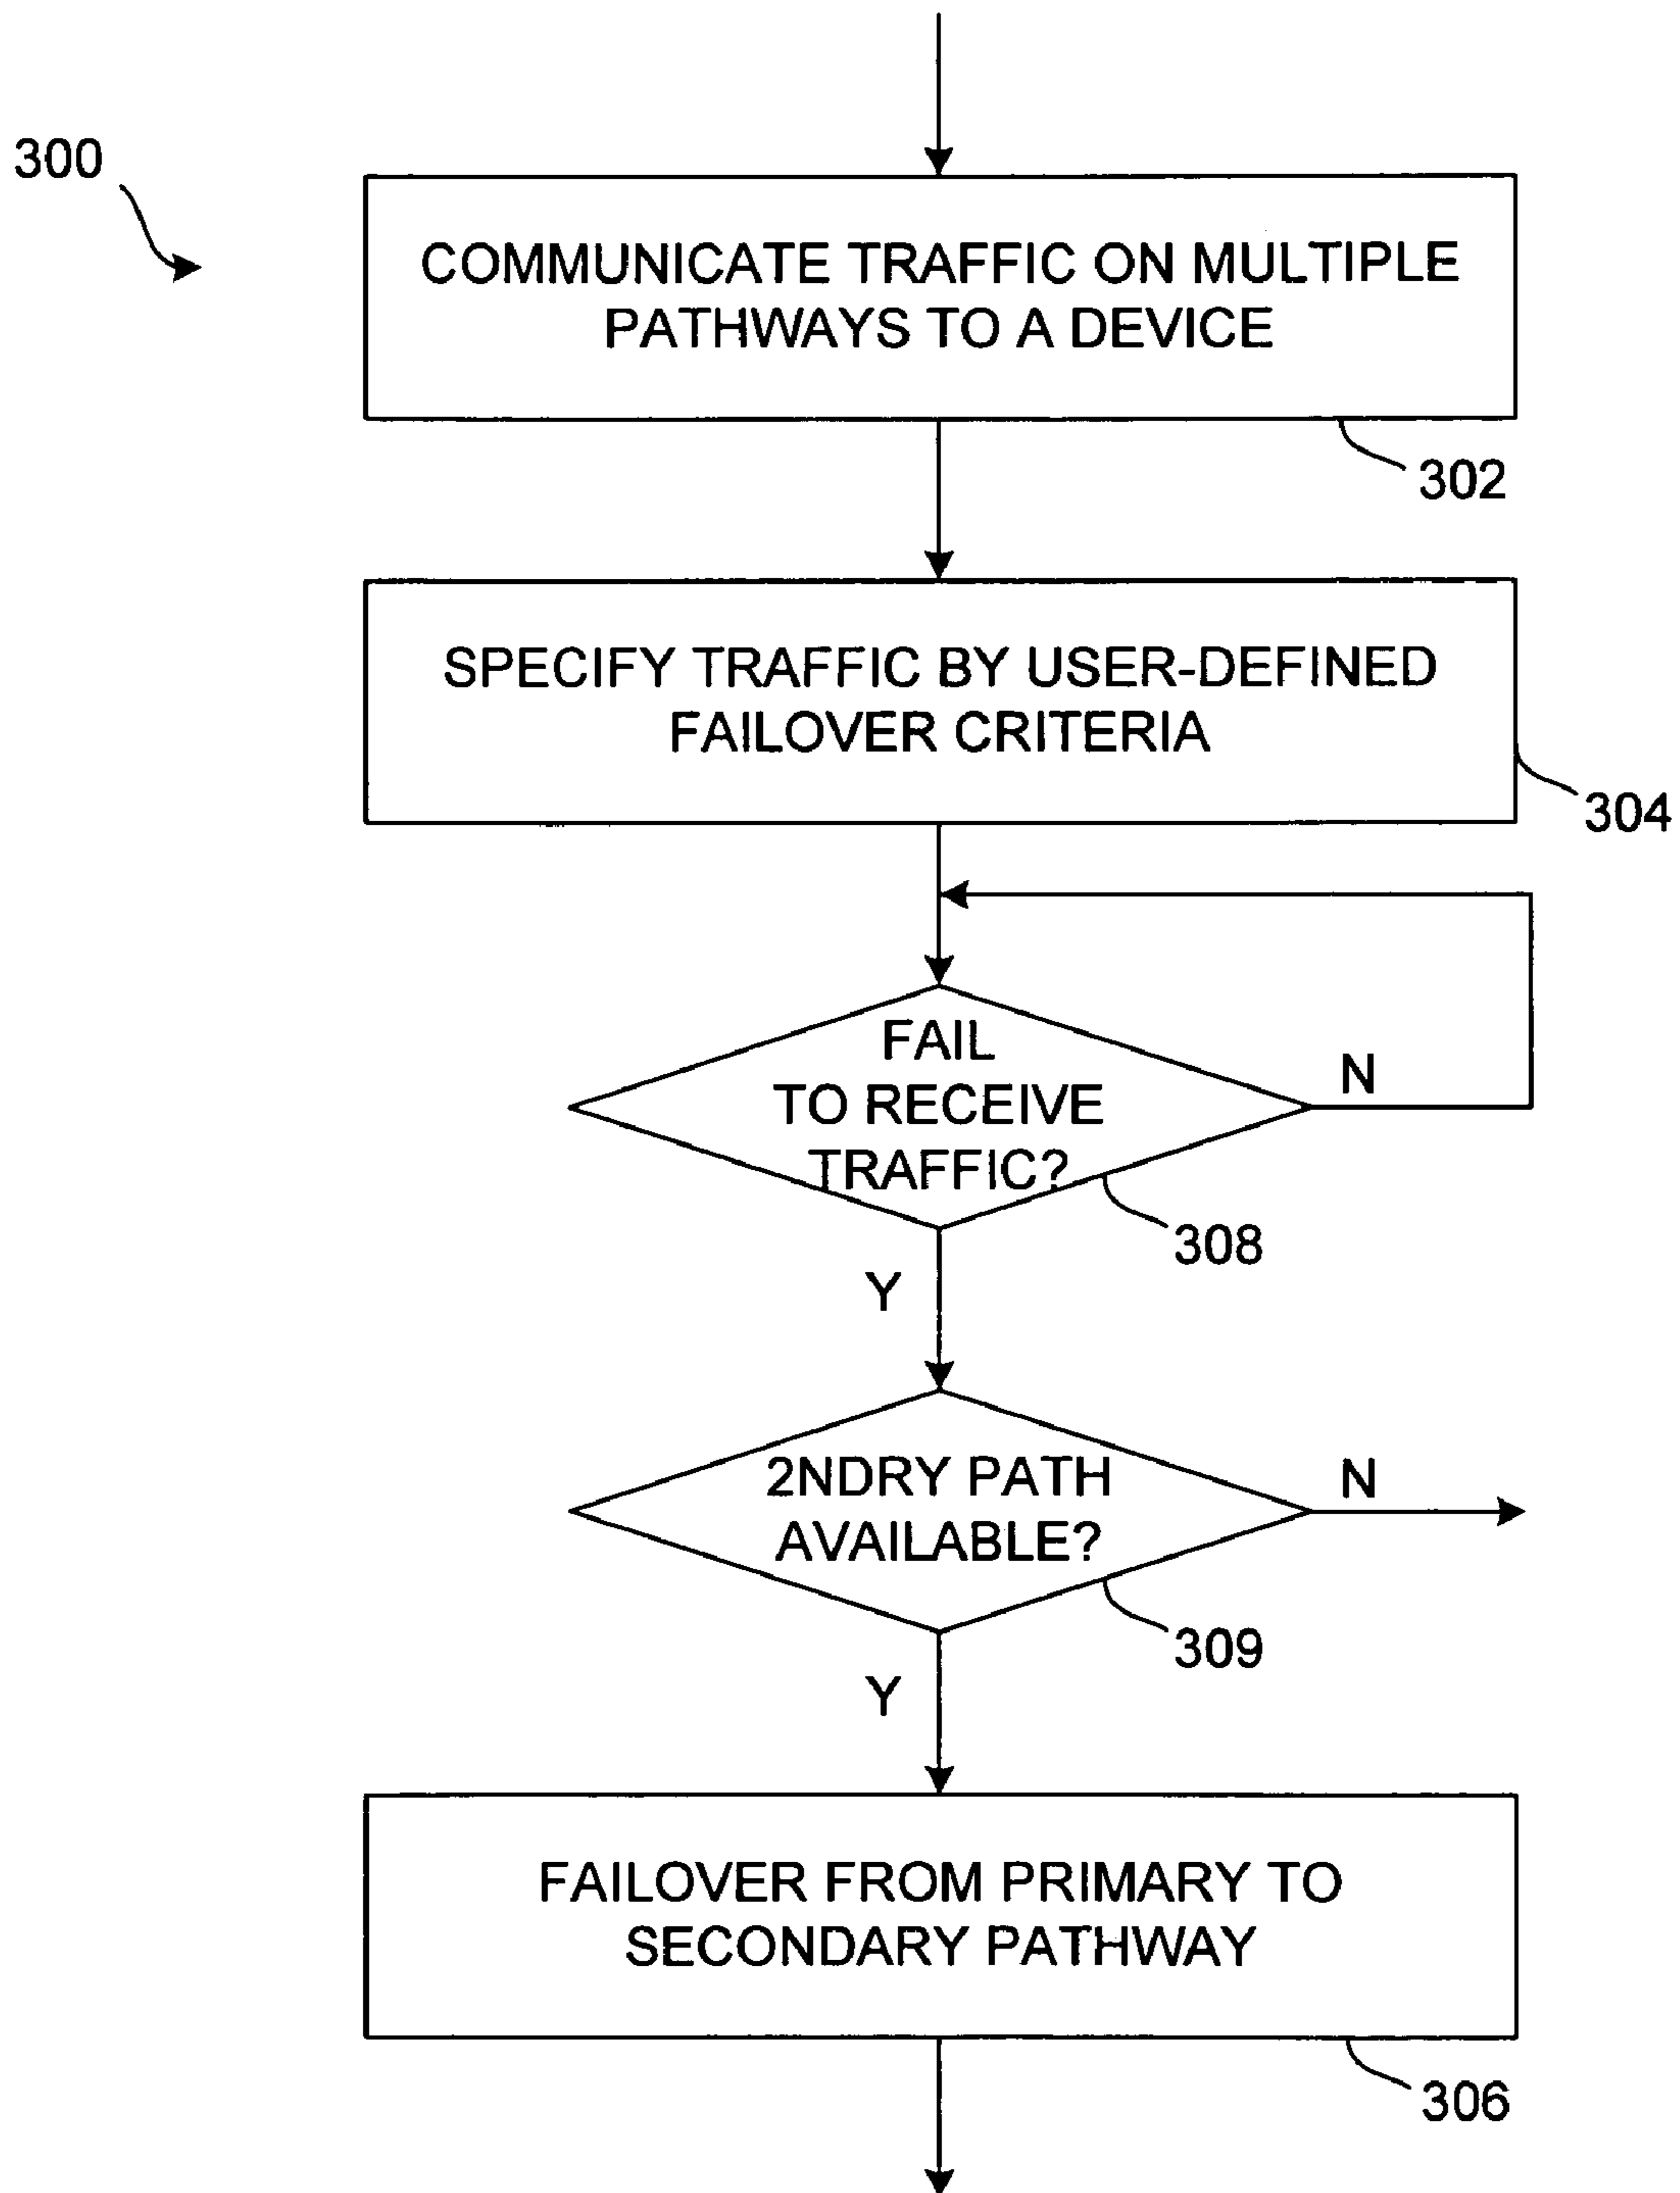 300
COMMUNICATE TRAFFIC ON MULTIPLE
PATHWAYS TO A DEVICE
302
SPECIFY TRAFFIC BY USER-DEFINED
FAILOVER CRITERIA
304
FAIL
TO RECEIVE
TRAFFIC?
N
308
Y
2NDRY PATH
AVAILABLE?
N
309
Y
FAILOVER FROM PRIMARY TO
SECONDARY PATHWAY
306